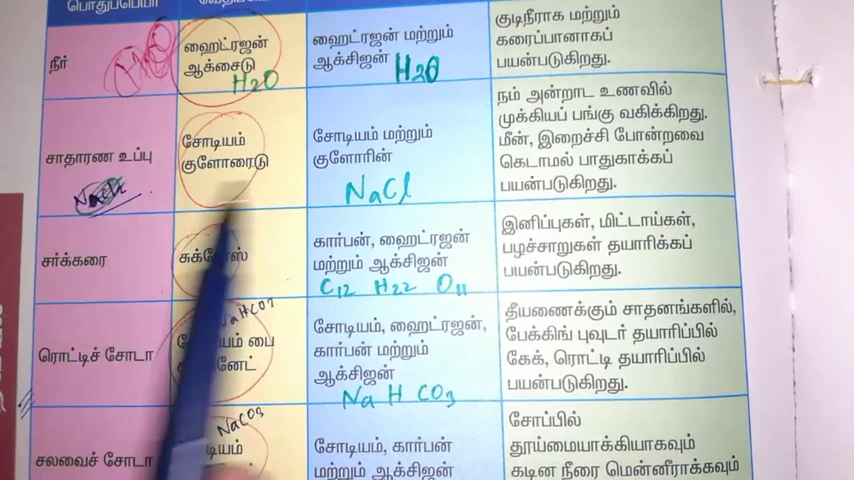 பொதுப்பெயர்
நீர்
ஹைட்ரஜன்
ஆக்சைடு
H2O
ஹைட்ரஜன் மற்றும்
ஆக்சிஜன்
H2O
குடிநீராக மற்றும்
கரைப்பானாகப்
பயன்படுகிறது.
சாதாரண உப்பு
சோடியம்
குளோரைடு
சோடியம் மற்றும்
குளோரின்
NaCl
நம் அன்றாட உணவில்
முக்கியப் பங்கு வகிக்கிறது.
மீன், இறைச்சி போன்றவை
கெடாமல் பாதுகாக்கப்
பயன்படுகிறது.
சர்க்கரை
கார்பன், ஹைட்ரஜன்
மற்றும் ஆக்சிஜன்
C12 H22 O11
இனிப்புகள், மிட்டாய்கள்,
பழச்சாறுகள் தயாரிக்கப்
பயன்படுகிறது.
ரொட்டிச் சோடா
NaHCO3
பை
சோடியம், ஹைட்ரஜன்,
கார்பன் மற்றும்
ஆக்சிஜன்
Na H CO3
தீயணைக்கும் சாதனங்களில்,
பேக்கிங் பவுடர் தயாரிப்பில்
கேக், ரொட்டி தயாரிப்பில்
பயன்படுகிறது.
சலவைச் சோடா
NaCO3
சோடியம், கார்பன்
மற்றும் ஆக்சிஜன்
சோப்பில்
தூய்மையாக்கியாகவும்
கடின நீரை மென்னீராக்கவும்